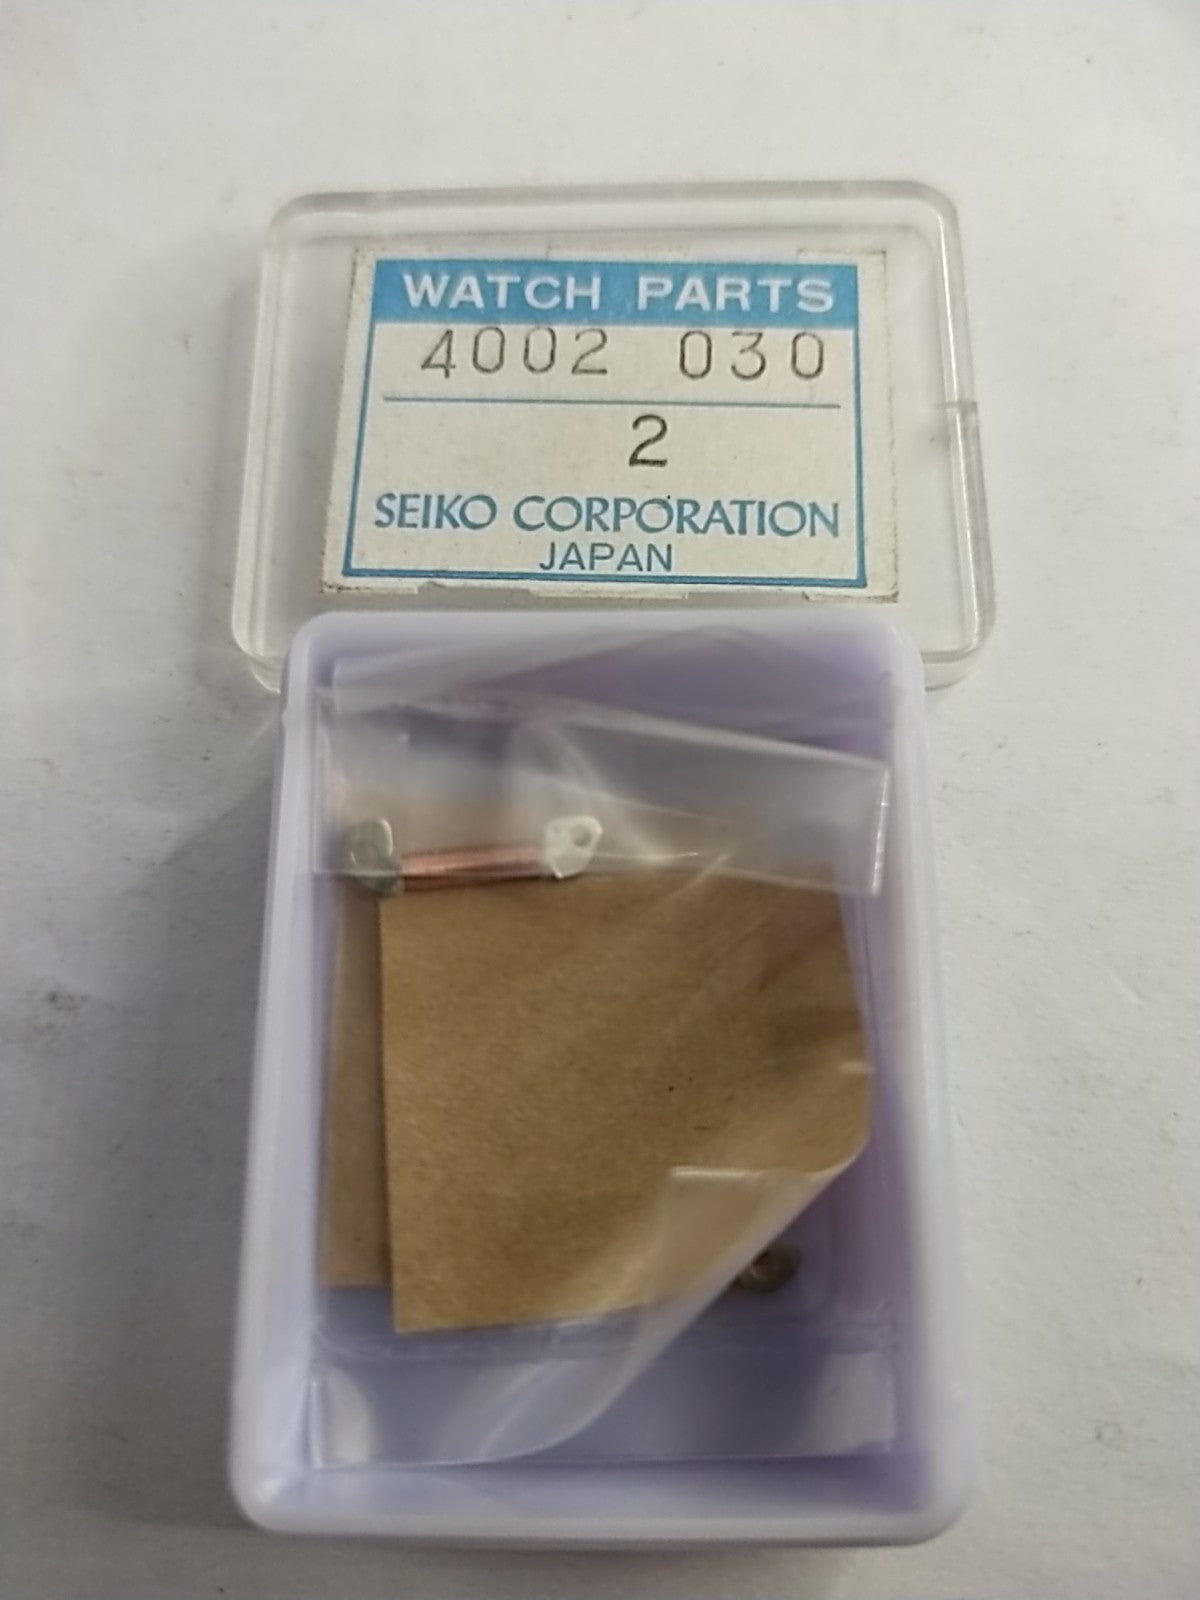 WATCH PARTS
4002 030
2
SEIKO CORPORATION
JAPAN